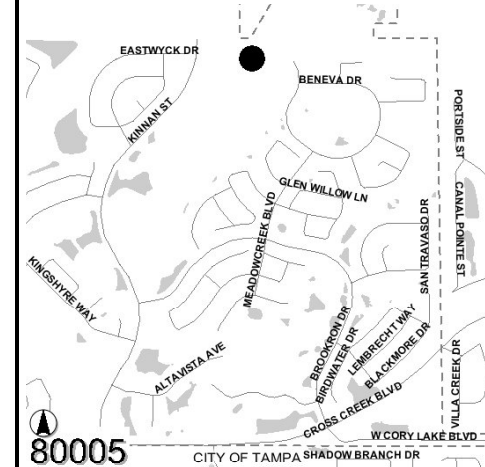 EASTWYCK DR
BENEVA DR
KINNAN ST
PORTSIDE ST
GLEN WILLOW LN
CANAL POINTE ST
MEADOWCREEK BLVD
SAN TRAVASO DR
KINGSHYRE WAY
BROOKRON DR
BIRDWATER DR
LEMBRECHT WAY
BLACKMORE DR
ALTAVISTA AVE
CROSS CREEK BLVD
VILLA CREEK DR
W CORY LAKE BLVD
80005
CITY OF TAMPA
SHADOW BRANCH DR